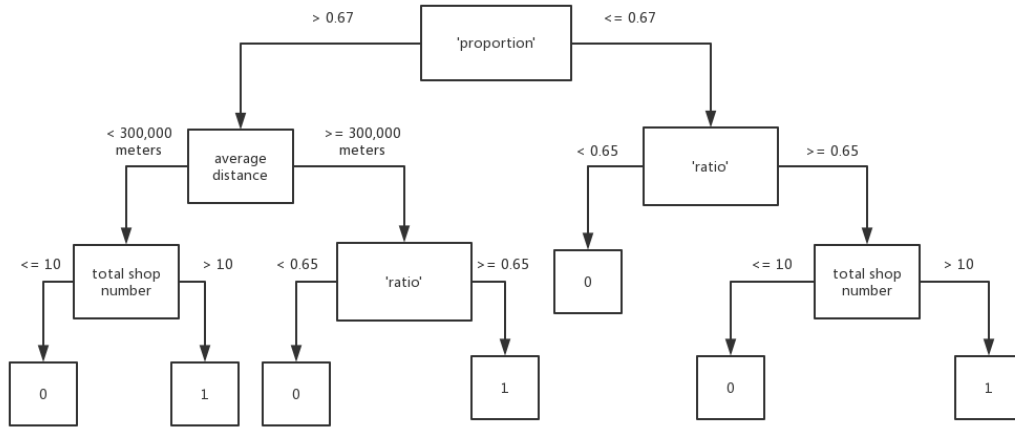 > 0.67
<= 0.67
'proportion'
< 300,000
meters
>= 300,000
meters
average
distance
< 0.65
'ratio'
>= 0.65
<= 10
total shop
number
> 10
< 0.65
'ratio'
>= 0.65
0
<= 10
total shop
number
> 10
0
1
0
1
0
1